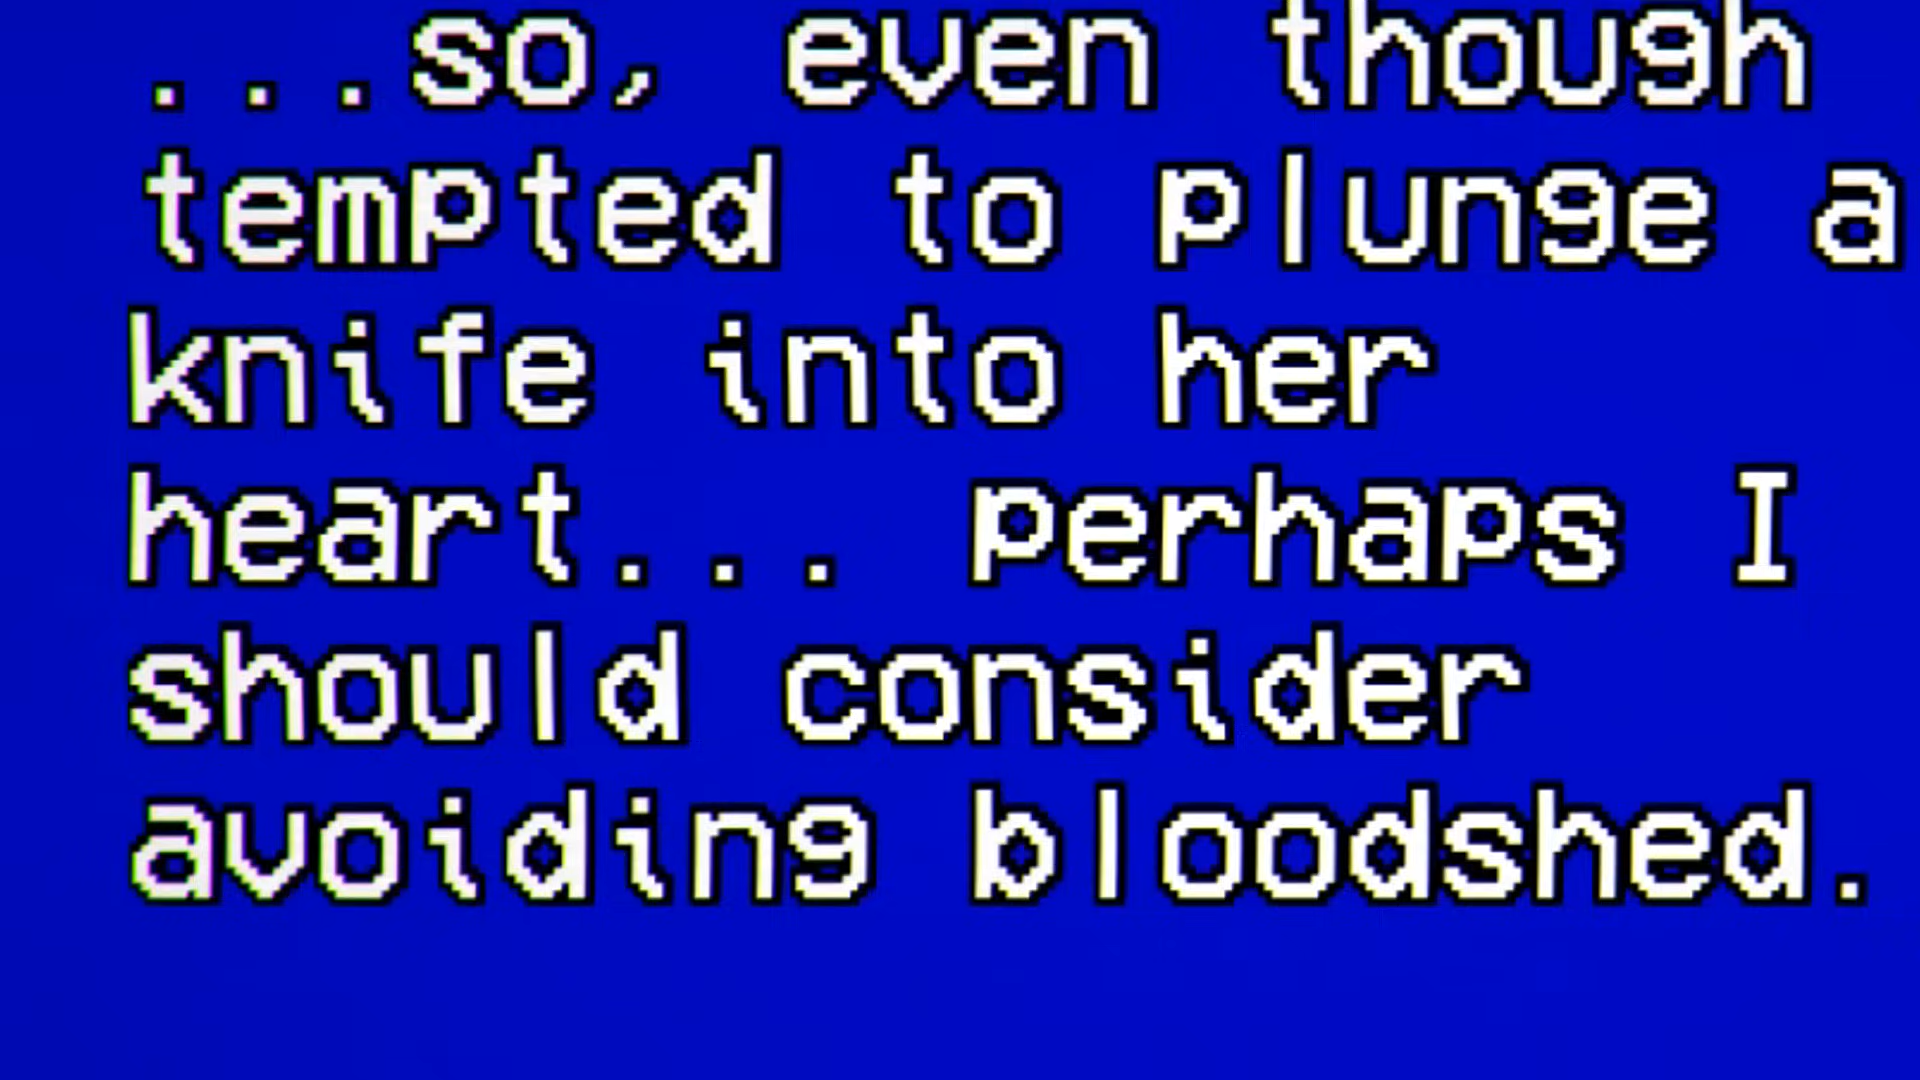 ...so, even though
tempted to plunge a
knife into her
heart... perhaps I
should consider
avoiding bloodshed.